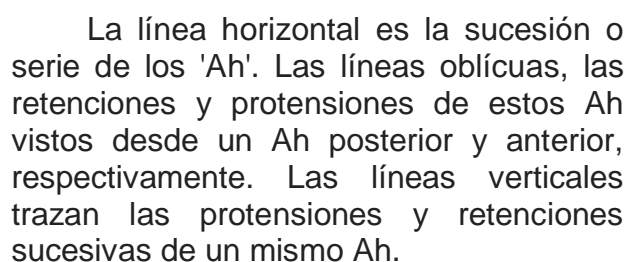 La línea horizontal es la sucesión o
serie de los 'Ah'. Las líneas oblícuas, las
retenciones y protensiones de estos Ah
vistos desde un Ah posterior y anterior,
respectivamente. Las líneas verticales
trazan las protensiones y retenciones
sucesivas de un mismo Ah.